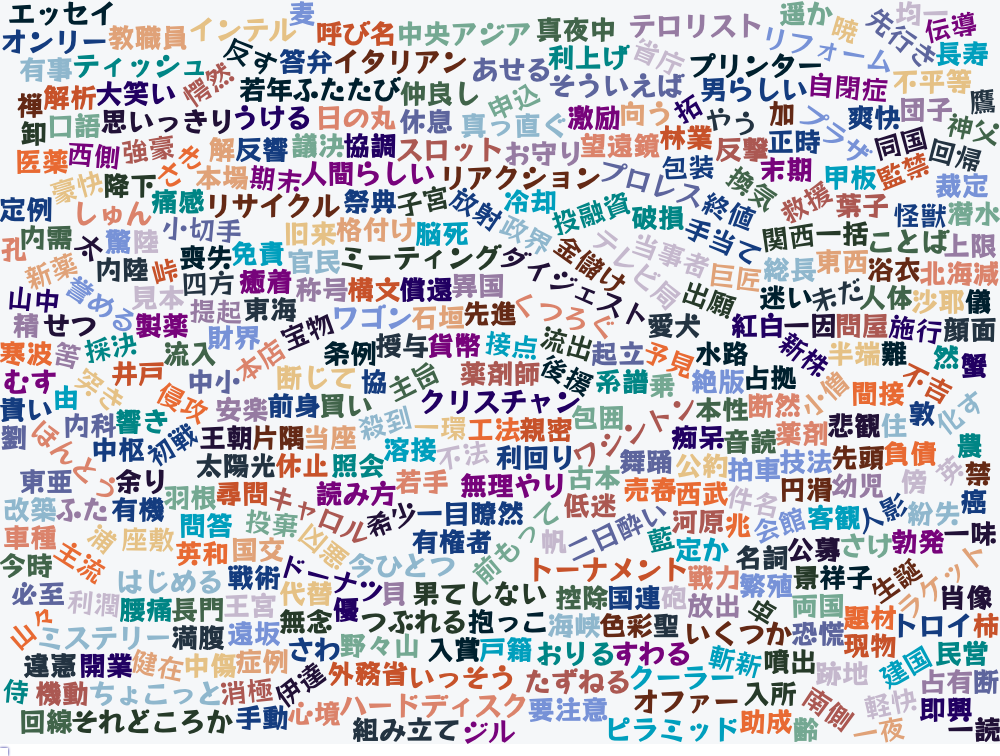 エッセイ 麦 遥か 均一
オンリー 教職員 インテル 呼び名 中央アジア 真夜中 テロリスト 暁 先行き 伝導
有事 ティッシュ 反す 答弁 イタリアン あせる 利上げ 省庁 リフォーム 長寿
禅 解析 大笑い 愕然 若年 ふたたび 仲良し 申込 そういえば プリンター 男らしい 自閉症 不平等 鷹
卸 口語 思いっきり うける 日の丸 休息 真っ直ぐ 激励 向う 拓 やう 加 プラザ 爽快 団子 神父
医薬 西側 強豪 解 反響 議決 協調 スロット お守り 望遠鏡 林業 反撃 正時 同国 回帰
豪快 降下 さき 本場 期末 人間らしい リアクション プロレス 包装 換気 末期 甲板 監禁 裁定
定例 しゅん 痛感 リサイクル 祭典 子宮 放射 冷却 投融資 破損 終値 救援 葉子 怪獣 潜水
孔 内需 驚 陸 小切手 旧来 格付け 脳死 政界 テレビ局 当事者 手当て 関西 一括 ことば 上限
新薬 内陸 峠 喪失 免責 官民 ミーティング ダイジェスト 金儲け 巨匠 総長 東西 浴衣 北海 減
山中 誉める 見本 四方 癒着 称号 構文 償還 異国 出願 迷い 未だ 人体 沙耶 儀
精 せつ 製薬 提起 東海 宝物 ワゴン 石垣 先進 くつろぐ 愛犬 紅白 一因 問屋 施行 顔面
寒波 苦 採決 流入 財界 本店 条例 授与 貨幣 接点 流出 起立 予見 水路 新株 半端 難 然 蟹
むす 空き 井戸 中小 断じて 協 主旨 薬剤師 後援 系譜 乗 絶版 占拠 小僧 間接 不吉
貴い 由 侵攻 安楽 前身 買い クリスチャン 包囲 ワシントン 本性 断然 悲観 住 敦 化す
劉 ほんとう 内科 響き 初戦 王朝 片隅 当座 殺到 一環 工法 親密 痴呆 音読 薬剤 先頭 負債 農
中枢 太陽光 休止 照会 溶接 不法 利回り 舞踊 公約 拍車 技法 傍 禁
東亜 余り 羽根 尋問 キャロル 読み方 若手 無理やり 古本 売春 西武 件名 円滑 幼児 癌
改築 ふた 有機 問答 投棄 希少 一目瞭然 前もって 低迷 河原 兆 会館 客観 人影 紛失
車種 浦 座敷 英和 国交 凶悪 有権者 帆 二日酔い 藍 定か 名詞 公募 さけ 勃発 一味
今時 主流 はじめる 戦術 ドーナツ 今ひとつ トーナメント 戦力 繁殖 景 祥子 生誕 ラケット
必至 利潤 腰痛 長門 王宮 代替 優 貝 果てしない 控除 国連 砲 放出 卓 両国 題材 肖像
山々 ミステリー 満腹 遠坂 無念 つぶれる 抱っこ 海峡 色彩 聖 いくつか 恐慌 現物 トロイ 柿
違憲 開業 健在 中傷 症例 さわ 野々山 入賞 戸籍 おりる すわる 斬新 噴出 跡地 建国 民営
侍 機動 ちょこっと 消極 伊達 外務省 いっそう たずねる クーラー オファー 入所 南側 軽快 占有 断
回線 それどころか 手動 心境 ハードディスク 要注意 ピラミッド 助成 齢 一夜 即興
組み立て ジル 一読